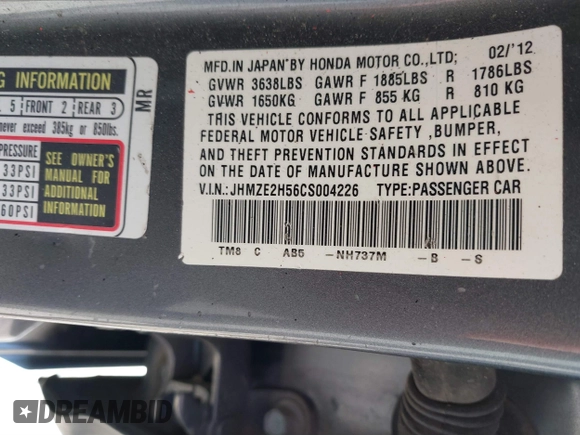 G INFORMATION
5 FRONT 2 REAR 3
never exceed 385kg or 850lbs.
PRESSURE
33PSI
33PSI
60PSI
SEE OWNER'S
MANUAL FOR
ADDITIONAL
INFORMATION
MR
MFD.IN JAPAN BY HONDA MOTOR CO.,LTD; 02/'12
GVWR 3638LBS GAWR F 1885LBS R 1786LBS
GVWR 1650KG GAWR F 855 KG R 810 KG
THIS VEHICLE CONFORMS TO ALL APPLICABLE
FEDERAL MOTOR VEHICLE SAFETY ,BUMPER,
AND THEFT PREVENTION STANDARDS IN EFFECT
ON THE DATE OF MANUFACTURE SHOWN ABOVE.
V.I.N.: JHMZE2H56CS004226 TYPE:PASSENGER CAR
TM8 C AB5 -NH737M -B -S
DREAMBID